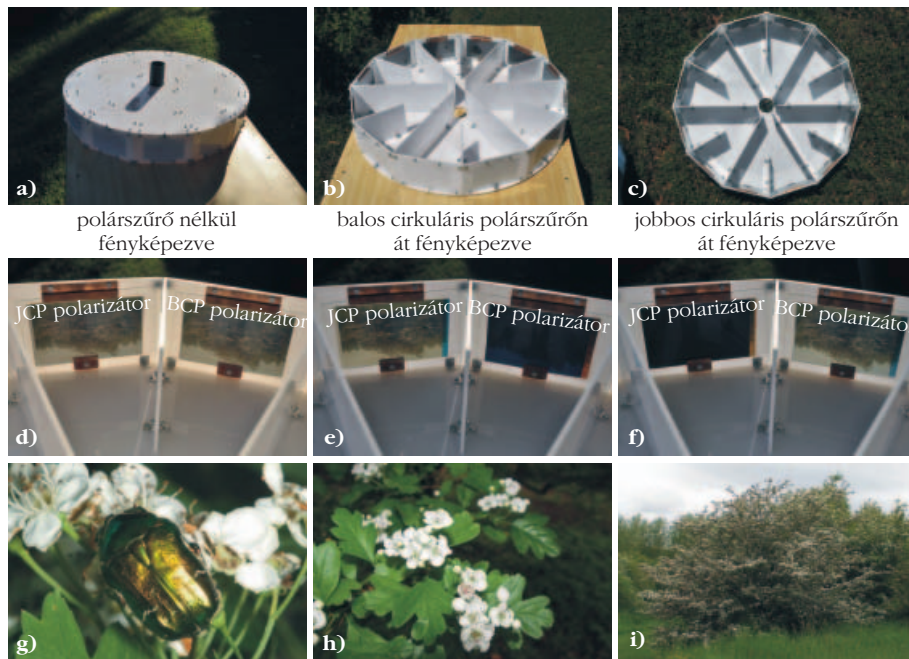 a)
b)
c)
polárszűrő nélkül
fényképezve
balos cirkuláris polárszűrőn
át fényképezve
jobbos cirkuláris polárszűrőn
át fényképezve
JCP polarizátor
BCP polarizátor
d)
JCP polarizátor
BCP polarizátor
e)
JCP polarizátor
BCP polarizátor
f)
g)
h)
i)